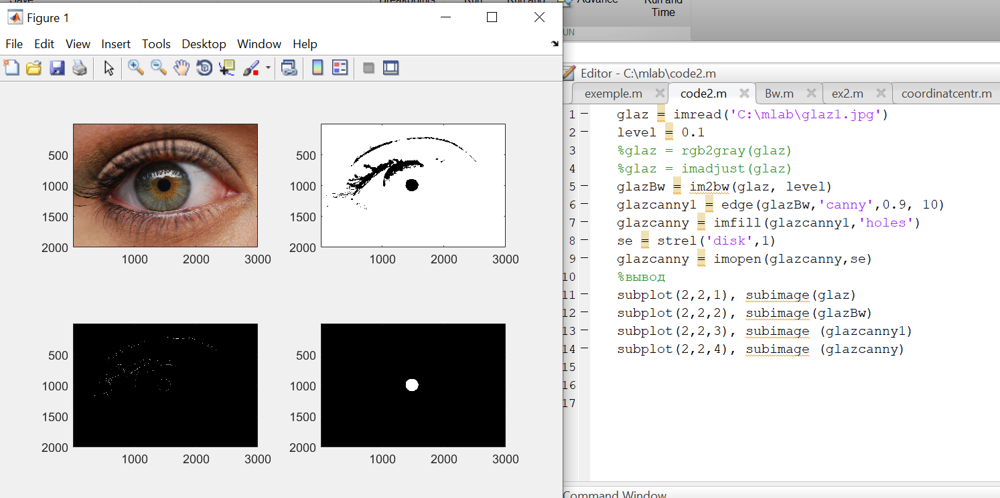 Figure 1
File Edit View Insert Tools Desktop Window Help
500
1000
1500
2000
1000 2000 3000
500
1000
1500
2000
1000 2000 3000
500
1000
1500
2000
1000 2000 3000
500
1000
1500
2000
1000 2000 3000
Advance
Run and
Time
UN
Editor - C:\mlab\code2.m
exemple.m code2.m Bw.m ex2.m coordinatcentr.m
1 glaz = imread('C:\mlab\glaz1.jpg')
2 level = 0.1
3 %glaz = rgb2gray(glaz)
4 %glaz = imadjust(glaz)
5 glazBw = im2bw(glaz, level)
6 glazcanny1 = edge(glazBw,'canny',0.9, 10)
7 glazcanny = imfill(glazcanny1,'holes')
8 se = strel('disk',1)
9 glazcanny = imopen(glazcanny,se)
10 %вывод
11 subplot(2,2,1), subimage(glaz)
12 subplot(2,2,2), subimage(glazBw)
13 subplot(2,2,3), subimage (glazcanny1)
14 subplot(2,2,4), subimage (glazcanny)
15
16
17
Command Window